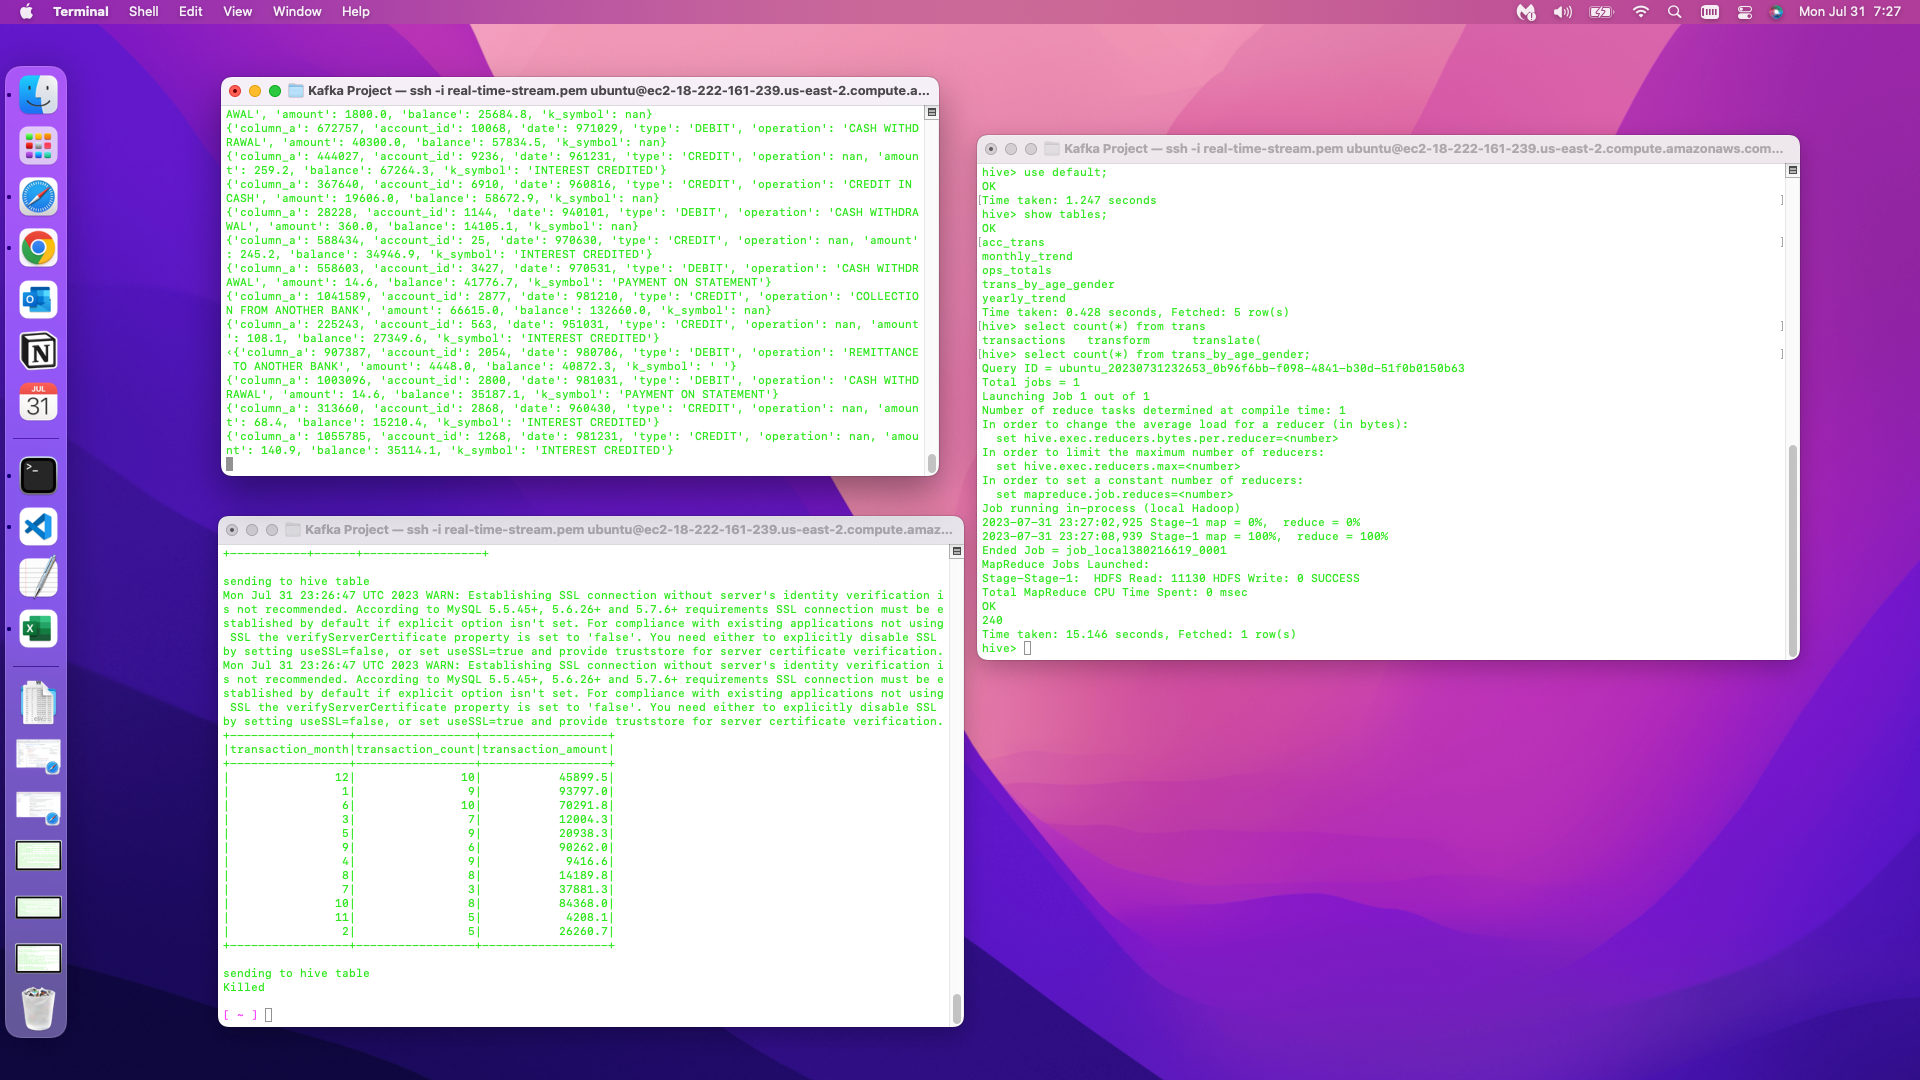 Terminal Shell Edit View Window Help Mon Jul 31 7:27
Kafka Project — ssh -i real-time-stream.pem ubuntu@ec2-18-222-161-239.us-east-2.compute.a...
AWAL', 'amount': 1800.0, 'balance': 25684.8, 'k_symbol': nan}
{'column_a': 672757, 'account_id': 10068, 'date': 971029, 'type': 'DEBIT', 'operation': 'CASH WITHD
RAWAL', 'amount': 40300.0, 'balance': 57834.5, 'k_symbol': nan}
{'column_a': 444027, 'account_id': 9236, 'date': 961231, 'type': 'CREDIT', 'operation': nan, 'amoun
t': 259.2, 'balance': 67264.3, 'k_symbol': 'INTEREST CREDITED'}
{'column_a': 367640, 'account_id': 6910, 'date': 960816, 'type': 'CREDIT', 'operation': 'CREDIT IN
CASH', 'amount': 19606.0, 'balance': 58672.9, 'k_symbol': nan}
{'column_a': 28228, 'account_id': 1144, 'date': 940101, 'type': 'DEBIT', 'operation': 'CASH WITHDRA
WAL', 'amount': 360.0, 'balance': 14105.1, 'k_symbol': nan}
{'column_a': 588434, 'account_id': 25, 'date': 970630, 'type': 'CREDIT', 'operation': nan, 'amount'
: 245.2, 'balance': 34946.9, 'k_symbol': 'INTEREST CREDITED'}
{'column_a': 558603, 'account_id': 3427, 'date': 970531, 'type': 'DEBIT', 'operation': 'CASH WITHDR
AWAL', 'amount': 14.6, 'balance': 41776.7, 'k_symbol': 'PAYMENT ON STATEMENT'}
{'column_a': 1041589, 'account_id': 2877, 'date': 981210, 'type': 'CREDIT', 'operation': 'COLLECTIO
N FROM ANOTHER BANK', 'amount': 66615.0, 'balance': 132660.0, 'k_symbol': nan}
{'column_a': 225243, 'account_id': 563, 'date': 951031, 'type': 'CREDIT', 'operation': nan, 'amount
': 108.1, 'balance': 27349.6, 'k_symbol': 'INTEREST CREDITED'}
‹{'column_a': 907387, 'account_id': 2054, 'date': 980706, 'type': 'DEBIT', 'operation': 'REMITTANCE
 TO ANOTHER BANK', 'amount': 4448.0, 'balance': 40872.3, 'k_symbol': ' '}
{'column_a': 1003096, 'account_id': 2800, 'date': 981031, 'type': 'DEBIT', 'operation': 'CASH WITHD
RAWAL', 'amount': 14.6, 'balance': 35187.1, 'k_symbol': 'PAYMENT ON STATEMENT'}
{'column_a': 313660, 'account_id': 2868, 'date': 960430, 'type': 'CREDIT', 'operation': nan, 'amoun
t': 68.4, 'balance': 15210.4, 'k_symbol': 'INTEREST CREDITED'}
{'column_a': 1055785, 'account_id': 1268, 'date': 981231, 'type': 'CREDIT', 'operation': nan, 'amou
nt': 140.9, 'balance': 35114.1, 'k_symbol': 'INTEREST CREDITED'}
Kafka Project — ssh -i real-time-stream.pem ubuntu@ec2-18-222-161-239.us-east-2.compute.amazonaws.com...
hive> use default;
OK
[Time taken: 1.247 seconds ]
hive> show tables;
OK
[acc_trans ]
monthly_trend
ops_totals
trans_by_age_gender
yearly_trend
Time taken: 0.428 seconds, Fetched: 5 row(s)
[hive> select count(*) from trans ]
transactions transform translate(
[hive> select count(*) from trans_by_age_gender; ]
Query ID = ubuntu_20230731232653_0b96f6bb-f098-4841-b30d-51f0b0150b63
Total jobs = 1
Launching Job 1 out of 1
Number of reduce tasks determined at compile time: 1
In order to change the average load for a reducer (in bytes):
  set hive.exec.reducers.bytes.per.reducer=<number>
In order to limit the maximum number of reducers:
  set hive.exec.reducers.max=<number>
In order to set a constant number of reducers:
  set mapreduce.job.reduces=<number>
Job running in-process (local Hadoop)
2023-07-31 23:27:02,925 Stage-1 map = 0%,  reduce = 0%
2023-07-31 23:27:08,939 Stage-1 map = 100%,  reduce = 100%
Ended Job = job_local380216619_0001
MapReduce Jobs Launched:
Stage-Stage-1:  HDFS Read: 11130 HDFS Write: 0 SUCCESS
Total MapReduce CPU Time Spent: 0 msec
OK
240
Time taken: 15.146 seconds, Fetched: 1 row(s)
hive>
Kafka Project — ssh -i real-time-stream.pem ubuntu@ec2-18-222-161-239.us-east-2.compute.amaz...
+-----------+------+-----------------+
sending to hive table
Mon Jul 31 23:26:47 UTC 2023 WARN: Establishing SSL connection without server's identity verification i
s not recommended. According to MySQL 5.5.45+, 5.6.26+ and 5.7.6+ requirements SSL connection must be e
stablished by default if explicit option isn't set. For compliance with existing applications not using
 SSL the verifyServerCertificate property is set to 'false'. You need either to explicitly disable SSL
by setting useSSL=false, or set useSSL=true and provide truststore for server certificate verification.
Mon Jul 31 23:26:47 UTC 2023 WARN: Establishing SSL connection without server's identity verification i
s not recommended. According to MySQL 5.5.45+, 5.6.26+ and 5.7.6+ requirements SSL connection must be e
stablished by default if explicit option isn't set. For compliance with existing applications not using
 SSL the verifyServerCertificate property is set to 'false'. You need either to explicitly disable SSL
by setting useSSL=false, or set useSSL=true and provide truststore for server certificate verification.
+-----------------+-----------------+------------------+
|transaction_month|transaction_count|transaction_amount|
+-----------------+-----------------+------------------+
|               12|               10|           45899.5|
|                1|                9|           93797.0|
|                6|               10|           70291.8|
|                3|                7|           12004.3|
|                5|                9|           20938.3|
|                9|                6|           90262.0|
|                4|                9|            9416.6|
|                8|                8|           14189.8|
|                7|                3|           37881.3|
|               10|                8|           84368.0|
|               11|                5|            4208.1|
|                2|                5|           26260.7|
+-----------------+-----------------+------------------+
sending to hive table
Killed
[ ~ ]
JUL
31